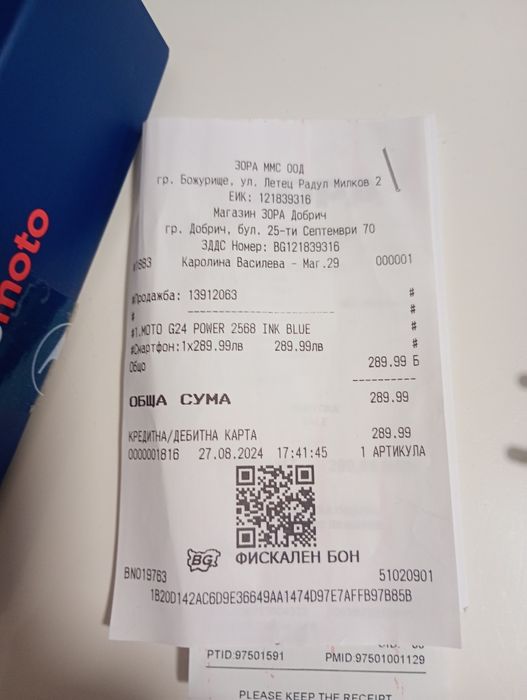 moto
ЗОРА ММС ООД
гр. Божурище, ул. Летец Радул Милков 2
ЕИК: 121839316
Магазин ЗОРА Добрич
гр. Добрич, бул. 25-ти Септември 70
ЗДДС Номер: BG121839316
Каролина Василева - Маг.29 000001
#Продажба: 13912063 #
# ------------------------ #
#1.MOTO G24 POWER 2568 INK BLUE #
#Смартфон:1x289.99лв 289.99лв #
Общо 289.99 Б
----------
ОБЩА СУМА 289.99
КРЕДИТНА/ДЕБИТНА КАРТА 289.99
0000001816 27.08.2024 17:41:45 1 АРТИКУЛА
BG ФИСКАЛЕН БОН
BN019763 51020901
1B20D142AC6D9E36649AA1474D97E7AFFB97B85B
PTID:97501591 PMID:97501001129
PLEASE KEEP THE RECEIPT